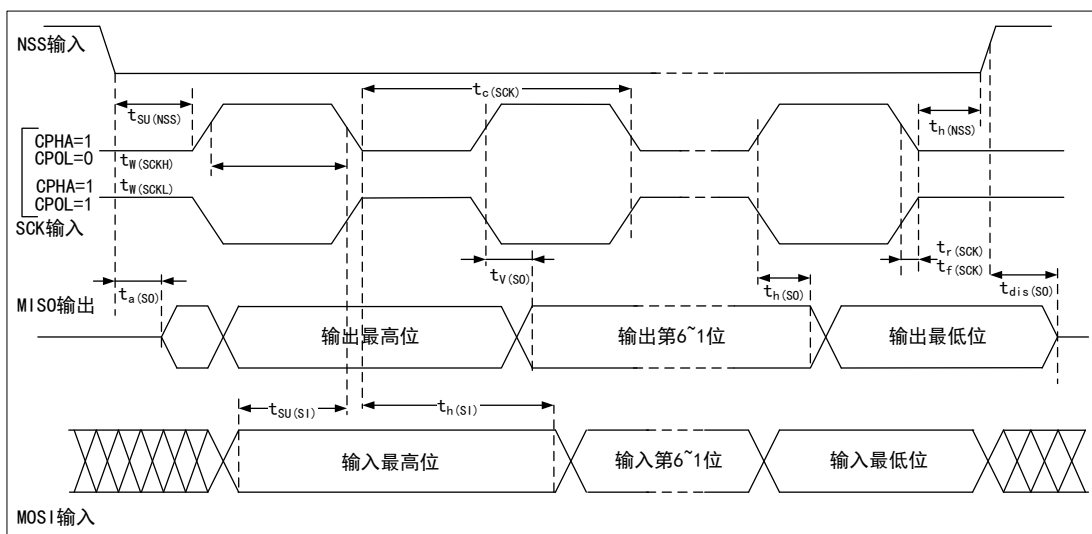 NSS输入
tSU(NSS)
tc(SCK)
th(NSS)
CPHA=1
CPOL=0
tW(SCKH)
CPHA=1
CPOL=1
tW(SCKL)
SCK输入
tr(SCK)
tf(SCK)
ta(SO)
tV(SO)
th(SO)
tdis(SO)
MISO输出
输出最高位
输出第6~1位
输出最低位
tSU(SI)
th(SI)
输入最高位
输入第6~1位
输入最低位
MOSI输入